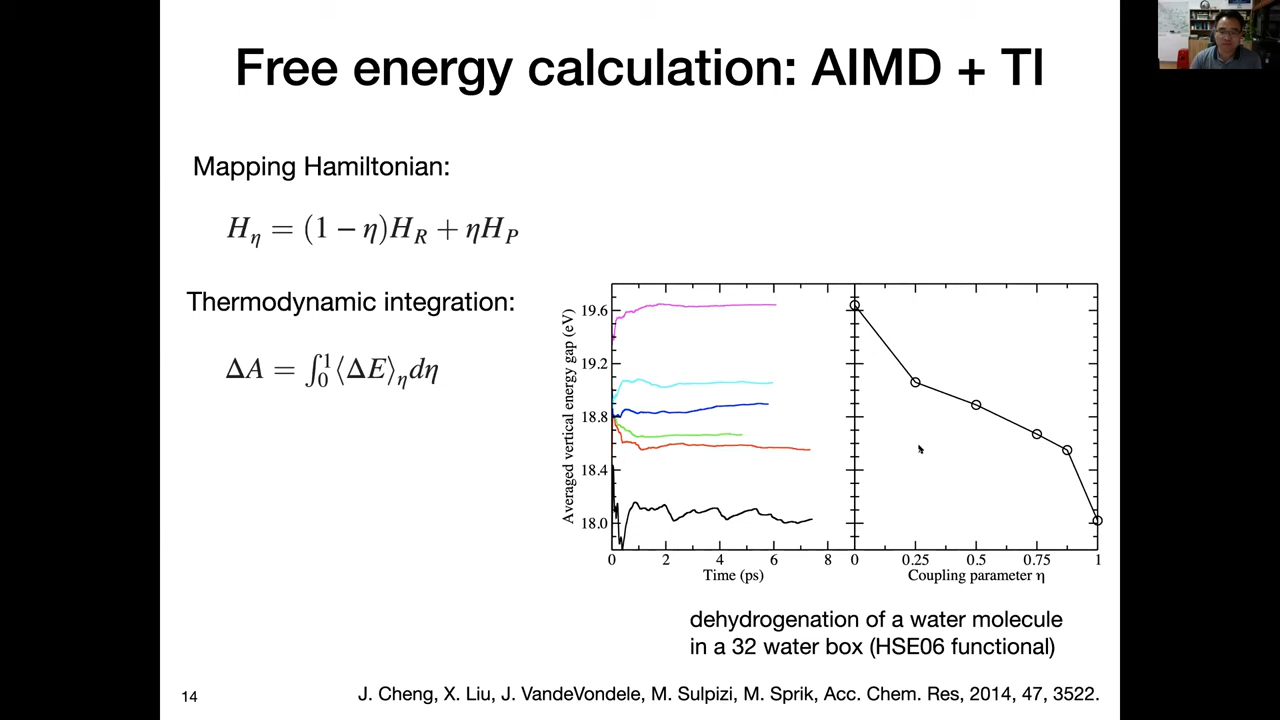 Free energy calculation: AIMD + TI
Mapping Hamiltonian:
H_η = (1 − η)H_R + ηH_P
Thermodynamic integration:
ΔA = ∫₀¹⟨ΔE⟩_η dη
Averaged vertical energy gap (eV)
19.6
19.2
18.8
18.4
18.0
0 2 4 6 8 0 0.25 0.5 0.75 1
Time (ps) Coupling parameter η
dehydrogenation of a water molecule
in a 32 water box (HSE06 functional)
14
J. Cheng, X. Liu, J. VandeVondele, M. Sulpizi, M. Sprik, Acc. Chem. Res, 2014, 47, 3522.